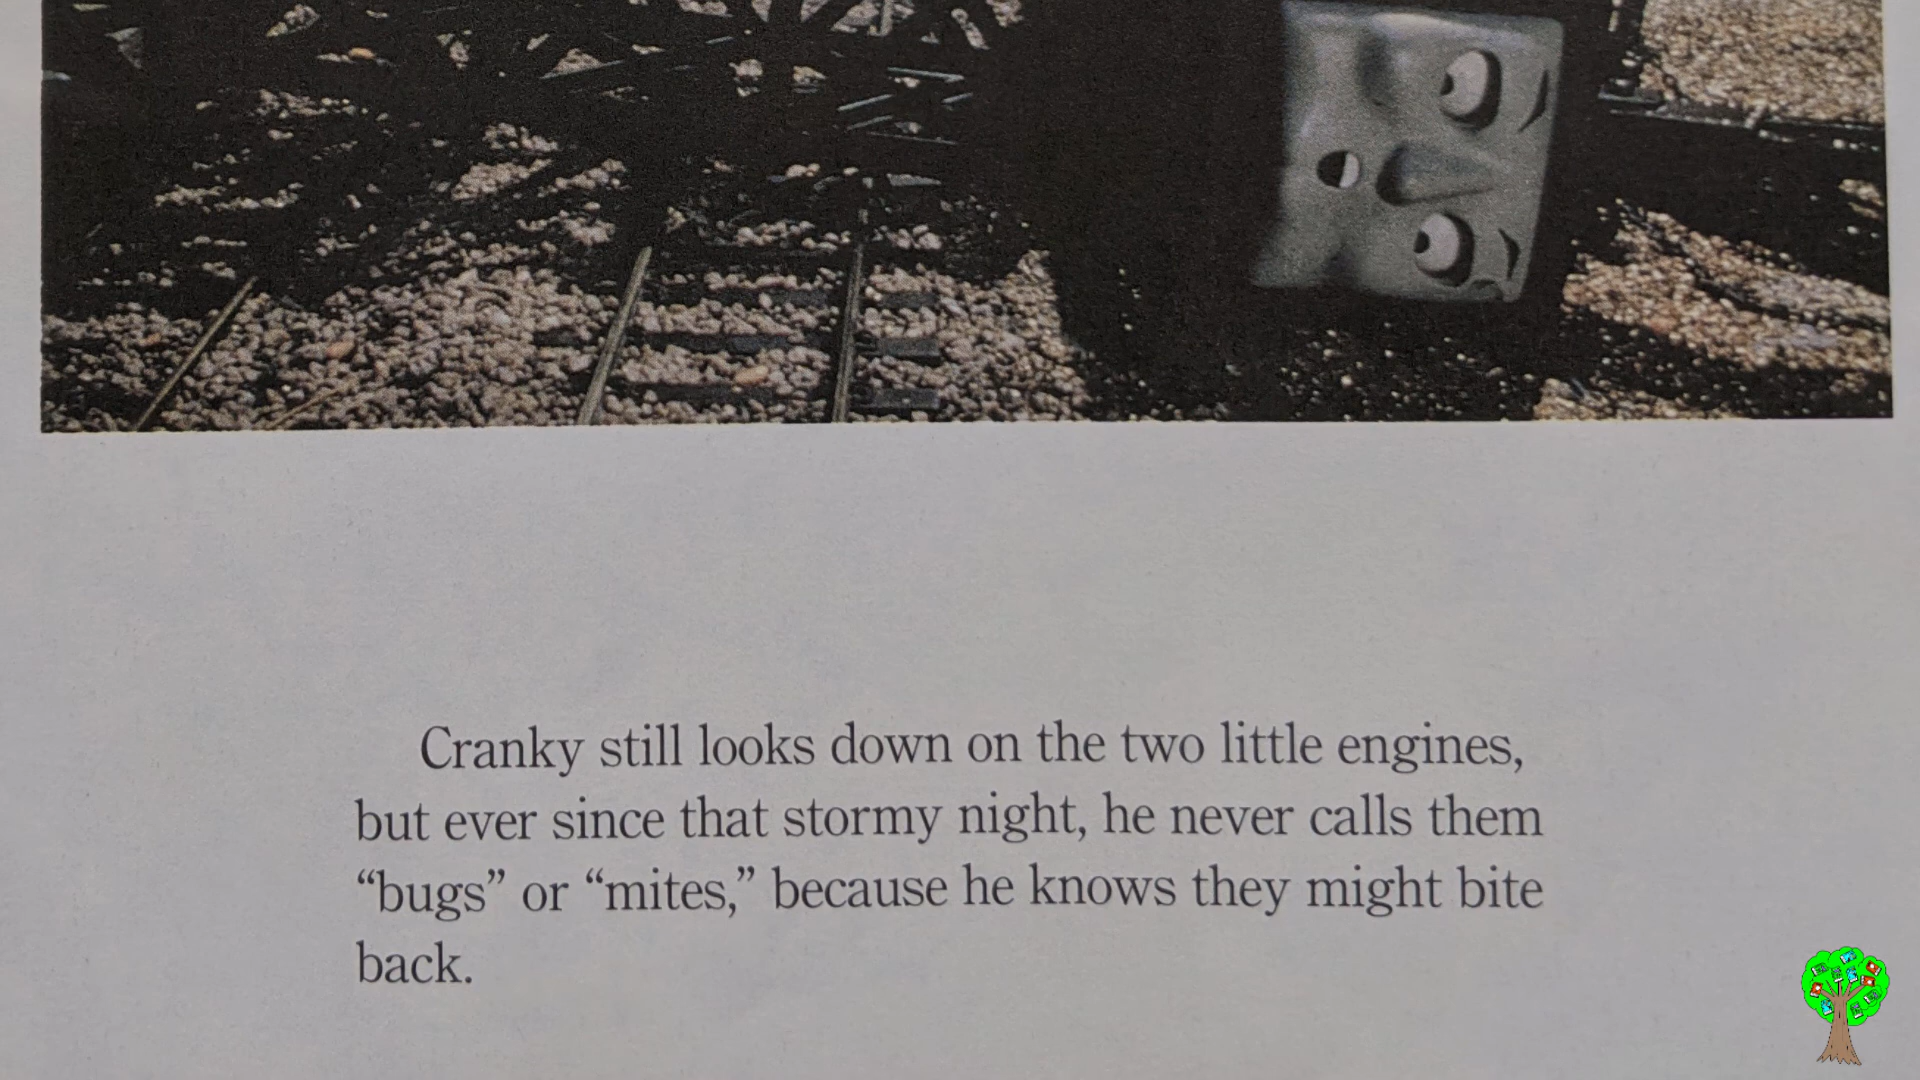 Cranky still looks down on the two little engines,
but ever since that stormy night, he never calls them
“bugs” or “mites,” because he knows they might bite
back.